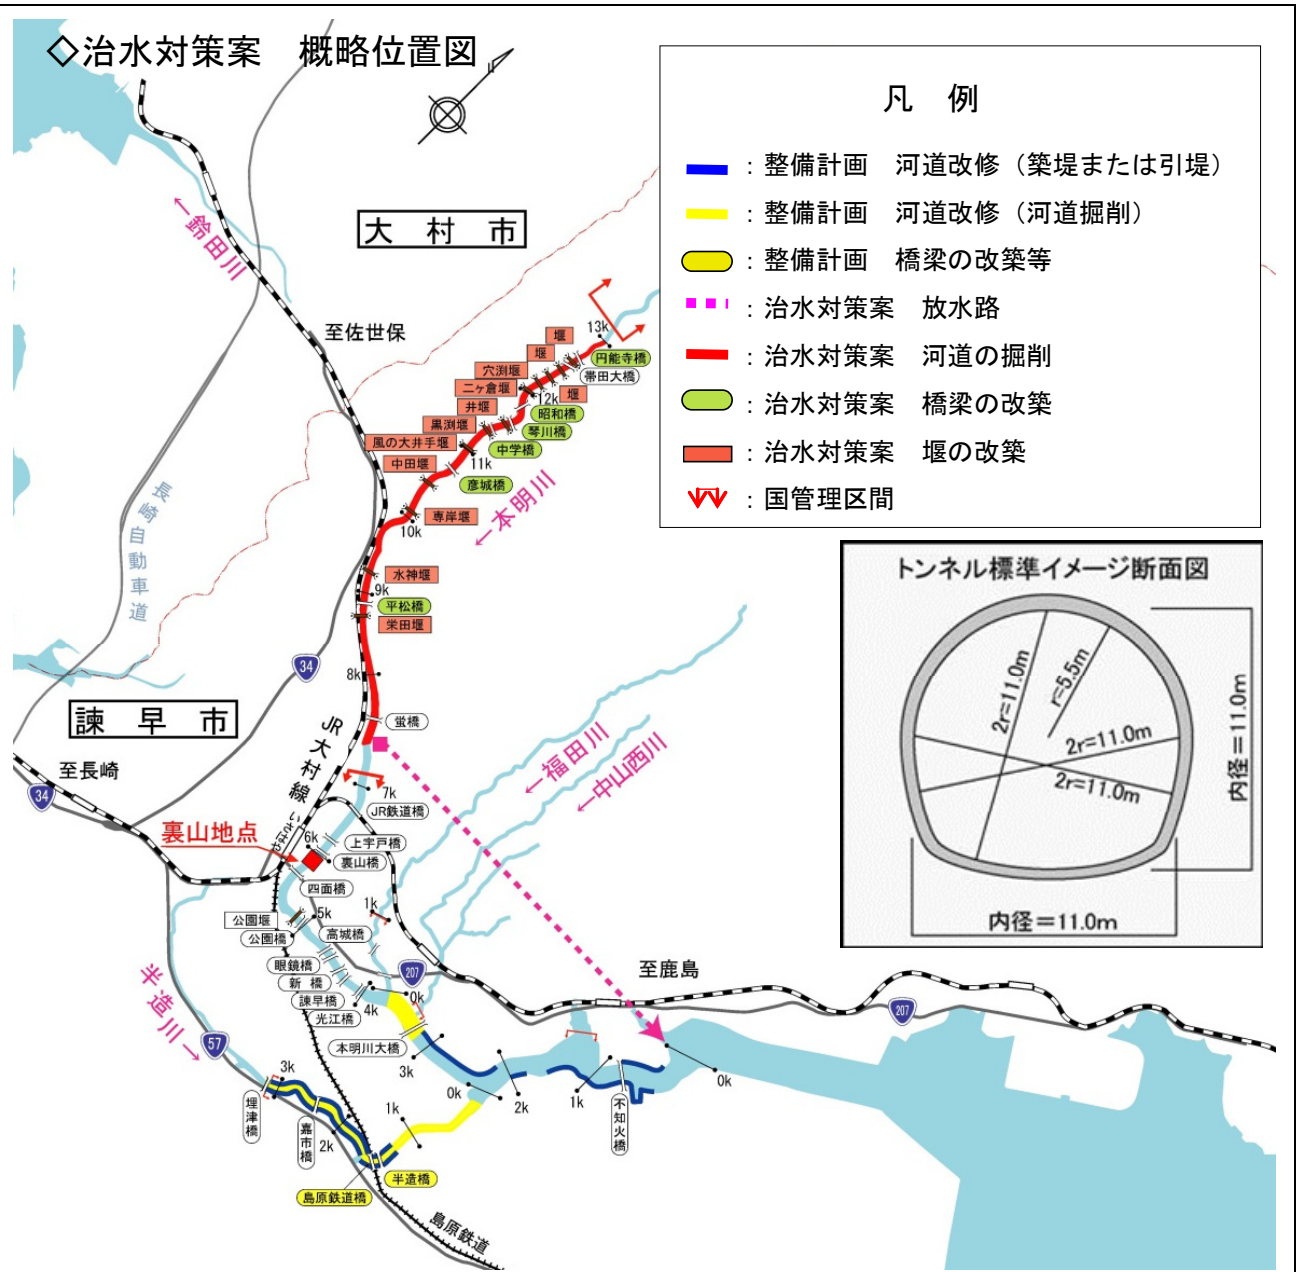 ◇治水対策案 概略位置図
凡 例
：整備計画 河道改修（築堤または引堤）
：整備計画 河道改修（河道掘削）
：整備計画 橋梁の改築等
：治水対策案 放水路
：治水対策案 河道の掘削
：治水対策案 橋梁の改築
：治水対策案 堰の改築
：国管理区間
←鈴田川
大 村 市
至佐世保
13k
堰
円能寺橋
堰
帯田大橋
穴渕堰
二ヶ倉堰
12k
堰
井堰
昭和橋
黒渕堰
琴川橋
風の大井手堰
中学橋
11k
中田堰
彦城橋
専岸堰
10k
←本明川
長崎自動車道
水神堰
9k
平松橋
栄田堰
34
8k
諫 早 市
JR大村線
蛍橋
至長崎
34
7k
JR鉄道橋
←福田川
←中山西川
いさはや
裏山地点
6k
上宇戸橋
裏山橋
四面橋
公園堰
5k
1k
公園橋
高城橋
眼鏡橋
新 橋
207
0k
諫早橋
4k
光江橋
至鹿島
207
半造川→
本明川大橋
57
3k
3k
0k
2k
1k
0k
埋津橋
嘉市橋
2k
1k
不知火橋
半造橋
島原鉄道橋
島原鉄道
トンネル標準イメージ断面図
2r=11.0m
r=5.5m
2r=11.0m
2r=11.0m
内径＝11.0m
内径＝11.0m